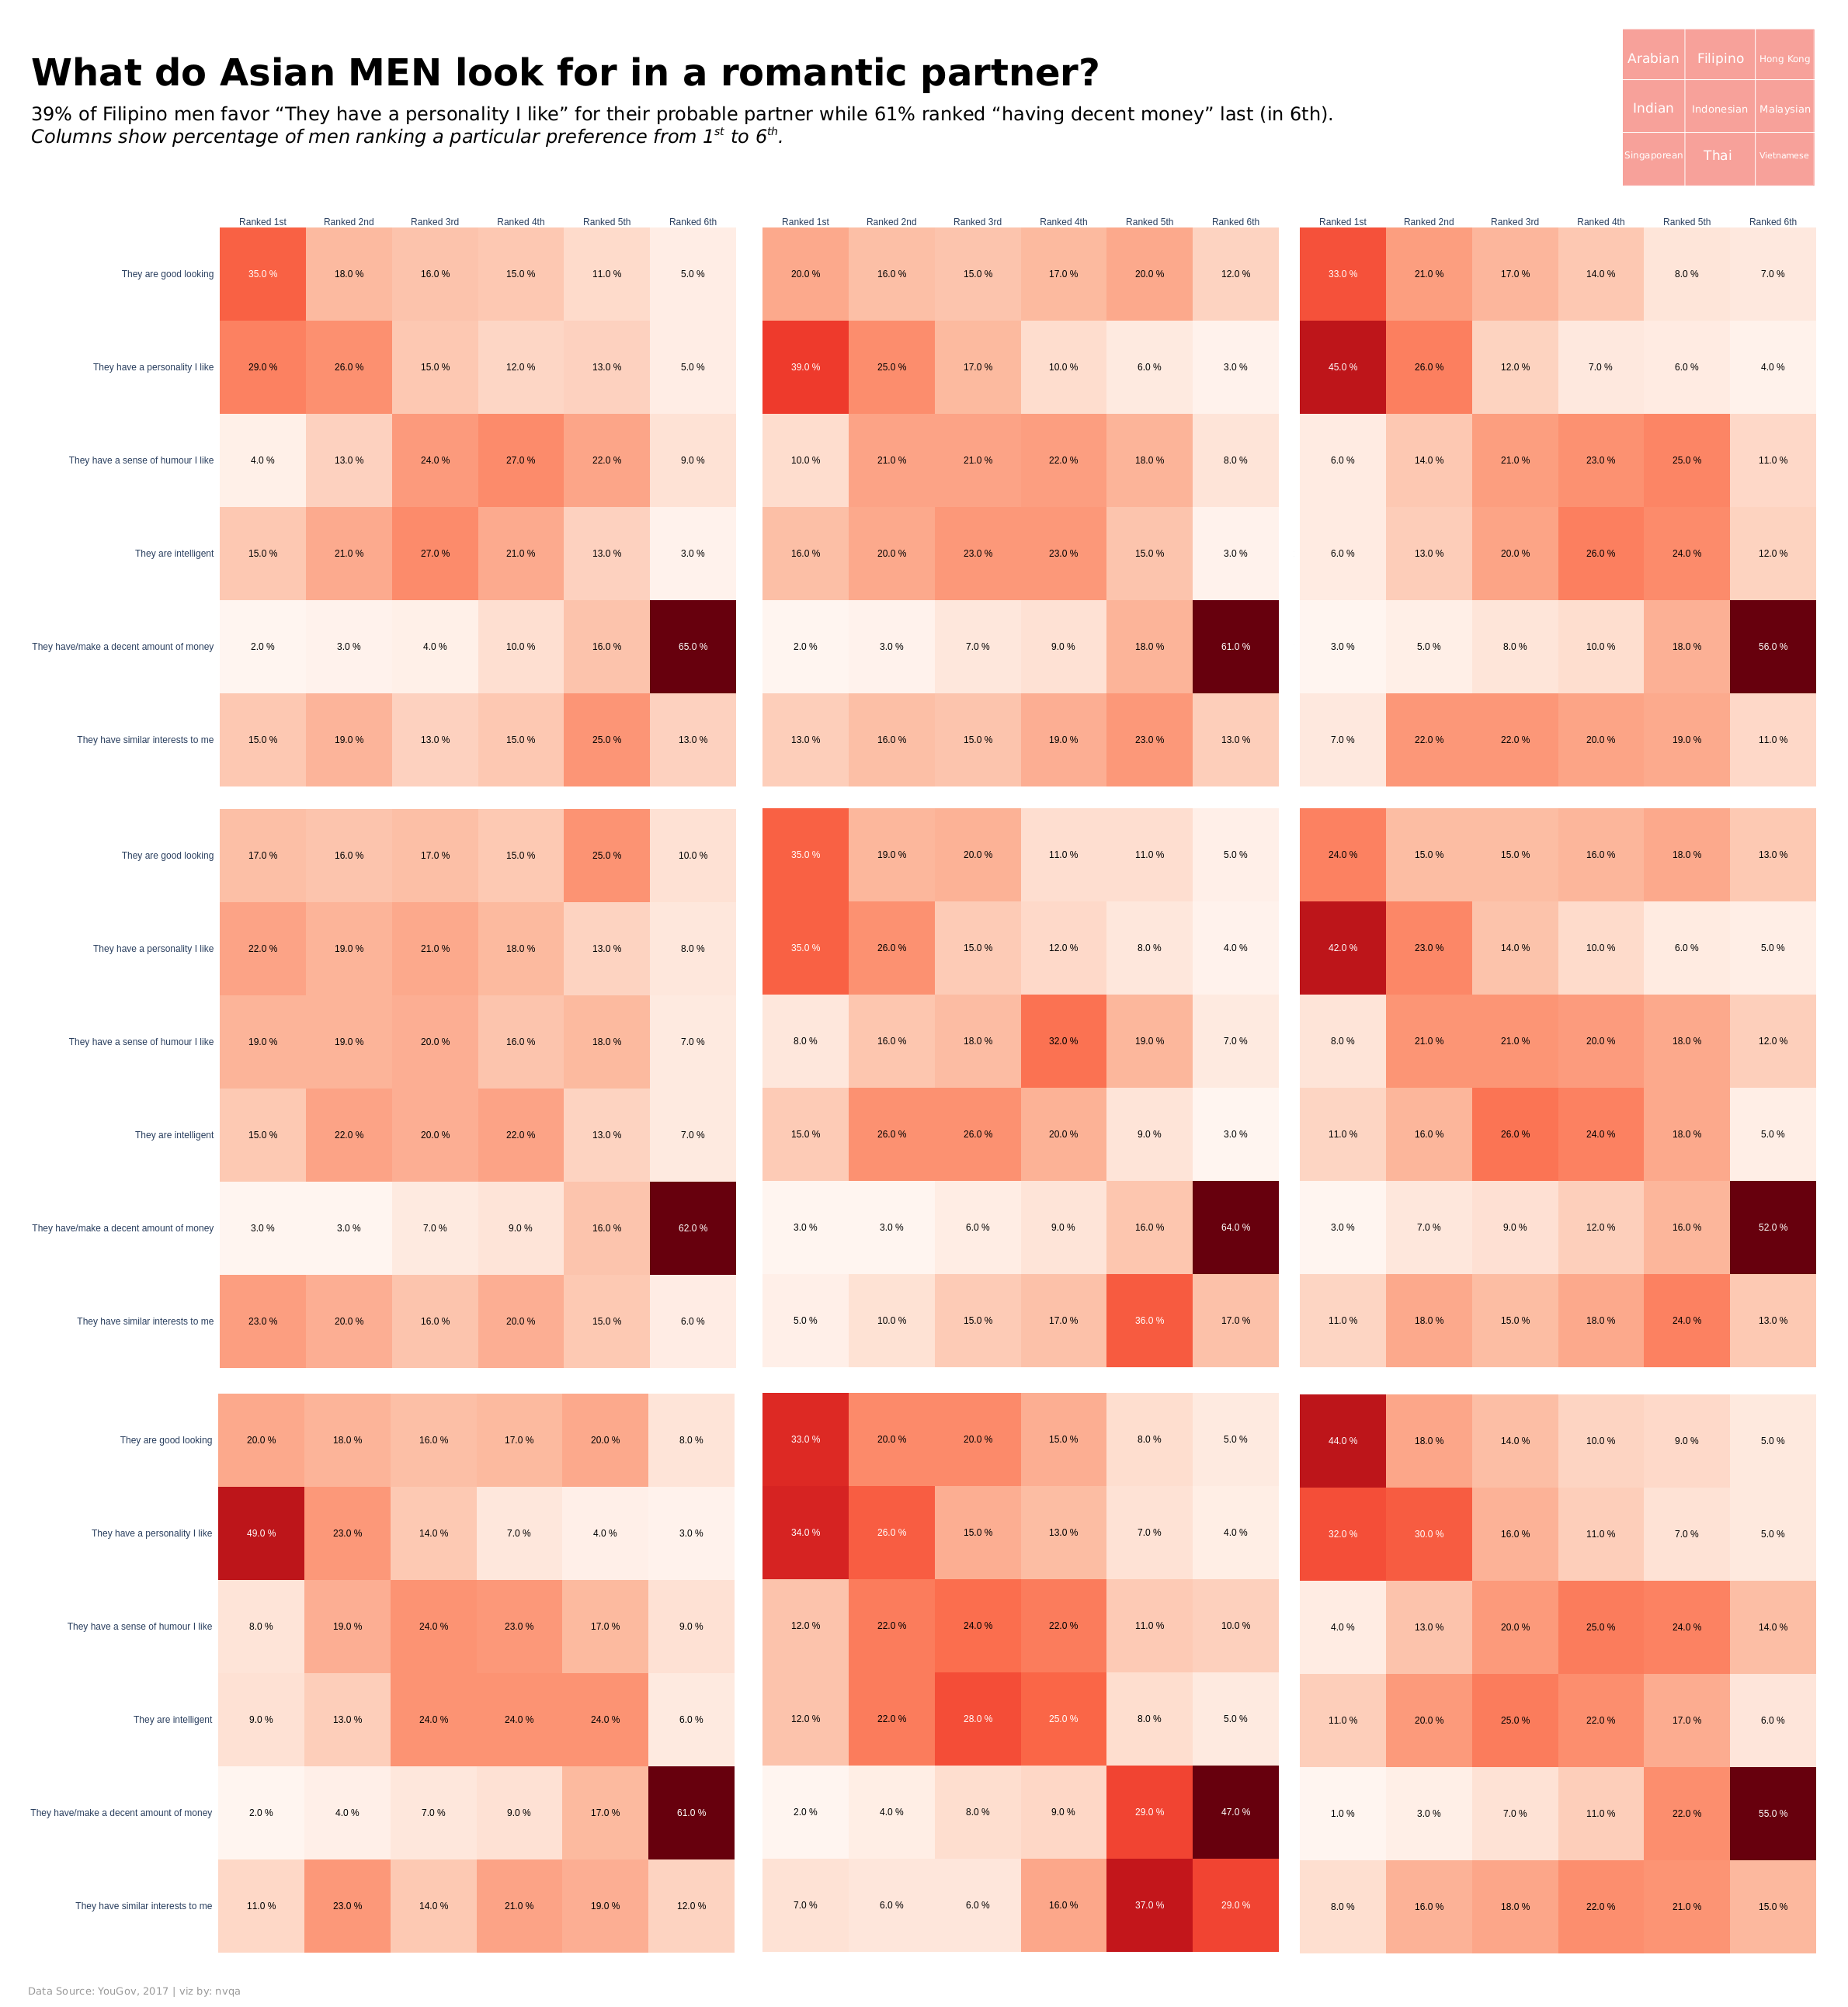 What do Asian MEN look for in a romantic partner?
39% of Filipino men favor “They have a personality I like” for their probable partner while 61% ranked “having decent money” last (in 6th).
Columns show percentage of men ranking a particular preference from 1st to 6th.
Arabian Filipino Hong Kong
Indian Indonesian Malaysian
Singaporean Thai Vietnamese
Ranked 1st Ranked 2nd Ranked 3rd Ranked 4th Ranked 5th Ranked 6th Ranked 1st Ranked 2nd Ranked 3rd Ranked 4th Ranked 5th Ranked 6th Ranked 1st Ranked 2nd Ranked 3rd Ranked 4th Ranked 5th Ranked 6th
They are good looking 35.0 % 18.0 % 16.0 % 15.0 % 11.0 % 5.0 % 20.0 % 16.0 % 15.0 % 17.0 % 20.0 % 12.0 % 33.0 % 21.0 % 17.0 % 14.0 % 8.0 % 7.0 %
They have a personality I like 29.0 % 26.0 % 15.0 % 12.0 % 13.0 % 5.0 % 39.0 % 25.0 % 17.0 % 10.0 % 6.0 % 3.0 % 45.0 % 26.0 % 12.0 % 7.0 % 6.0 % 4.0 %
They have a sense of humour I like 4.0 % 13.0 % 24.0 % 27.0 % 22.0 % 9.0 % 10.0 % 21.0 % 21.0 % 22.0 % 18.0 % 8.0 % 6.0 % 14.0 % 21.0 % 23.0 % 25.0 % 11.0 %
They are intelligent 15.0 % 21.0 % 27.0 % 21.0 % 13.0 % 3.0 % 16.0 % 20.0 % 23.0 % 23.0 % 15.0 % 3.0 % 6.0 % 13.0 % 20.0 % 26.0 % 24.0 % 12.0 %
They have/make a decent amount of money 2.0 % 3.0 % 4.0 % 10.0 % 16.0 % 65.0 % 2.0 % 3.0 % 7.0 % 9.0 % 18.0 % 61.0 % 3.0 % 5.0 % 8.0 % 10.0 % 18.0 % 56.0 %
They have similar interests to me 15.0 % 19.0 % 13.0 % 15.0 % 25.0 % 13.0 % 13.0 % 16.0 % 15.0 % 19.0 % 23.0 % 13.0 % 7.0 % 22.0 % 22.0 % 20.0 % 19.0 % 11.0 %
They are good looking 17.0 % 16.0 % 17.0 % 15.0 % 25.0 % 10.0 % 35.0 % 19.0 % 20.0 % 11.0 % 11.0 % 5.0 % 24.0 % 15.0 % 15.0 % 16.0 % 18.0 % 13.0 %
They have a personality I like 22.0 % 19.0 % 21.0 % 18.0 % 13.0 % 8.0 % 35.0 % 26.0 % 15.0 % 12.0 % 8.0 % 4.0 % 42.0 % 23.0 % 14.0 % 10.0 % 6.0 % 5.0 %
They have a sense of humour I like 19.0 % 19.0 % 20.0 % 16.0 % 18.0 % 7.0 % 8.0 % 16.0 % 18.0 % 32.0 % 19.0 % 7.0 % 8.0 % 21.0 % 21.0 % 20.0 % 18.0 % 12.0 %
They are intelligent 15.0 % 22.0 % 20.0 % 22.0 % 13.0 % 7.0 % 15.0 % 26.0 % 26.0 % 20.0 % 9.0 % 3.0 % 11.0 % 16.0 % 26.0 % 24.0 % 18.0 % 5.0 %
They have/make a decent amount of money 3.0 % 3.0 % 7.0 % 9.0 % 16.0 % 62.0 % 3.0 % 3.0 % 6.0 % 9.0 % 16.0 % 64.0 % 3.0 % 7.0 % 9.0 % 12.0 % 16.0 % 52.0 %
They have similar interests to me 23.0 % 20.0 % 16.0 % 20.0 % 15.0 % 6.0 % 5.0 % 10.0 % 15.0 % 17.0 % 36.0 % 17.0 % 11.0 % 18.0 % 15.0 % 18.0 % 24.0 % 13.0 %
They are good looking 20.0 % 18.0 % 16.0 % 17.0 % 20.0 % 8.0 % 33.0 % 20.0 % 20.0 % 15.0 % 8.0 % 5.0 % 44.0 % 18.0 % 14.0 % 10.0 % 9.0 % 5.0 %
They have a personality I like 49.0 % 23.0 % 14.0 % 7.0 % 4.0 % 3.0 % 34.0 % 26.0 % 15.0 % 13.0 % 7.0 % 4.0 % 32.0 % 30.0 % 16.0 % 11.0 % 7.0 % 5.0 %
They have a sense of humour I like 8.0 % 19.0 % 24.0 % 23.0 % 17.0 % 9.0 % 12.0 % 22.0 % 24.0 % 22.0 % 11.0 % 10.0 % 4.0 % 13.0 % 20.0 % 25.0 % 24.0 % 14.0 %
They are intelligent 9.0 % 13.0 % 24.0 % 24.0 % 24.0 % 6.0 % 12.0 % 22.0 % 28.0 % 25.0 % 8.0 % 5.0 % 11.0 % 20.0 % 25.0 % 22.0 % 17.0 % 6.0 %
They have/make a decent amount of money 2.0 % 4.0 % 7.0 % 9.0 % 17.0 % 61.0 % 2.0 % 4.0 % 8.0 % 9.0 % 29.0 % 47.0 % 1.0 % 3.0 % 7.0 % 11.0 % 22.0 % 55.0 %
They have similar interests to me 11.0 % 23.0 % 14.0 % 21.0 % 19.0 % 12.0 % 7.0 % 6.0 % 6.0 % 16.0 % 37.0 % 29.0 % 8.0 % 16.0 % 18.0 % 22.0 % 21.0 % 15.0 %
Data Source: YouGov, 2017 | viz by: nvqa